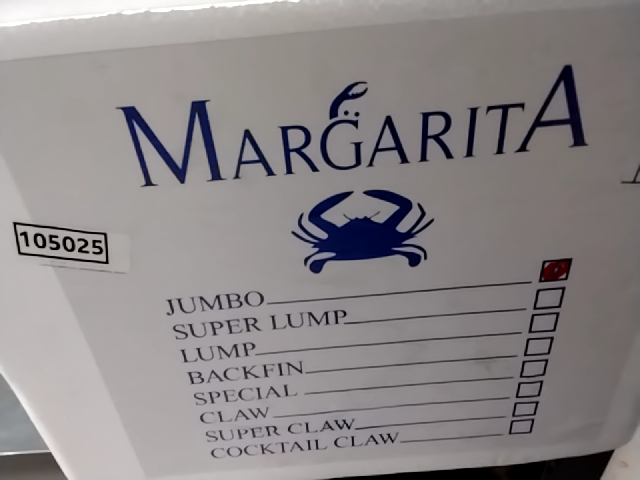 MARGARITA
105025
JUMBO
SUPER LUMP
LUMP
BACKFIN
SPECIAL
CLAW
SUPER CLAW
COCKTAIL CLAW